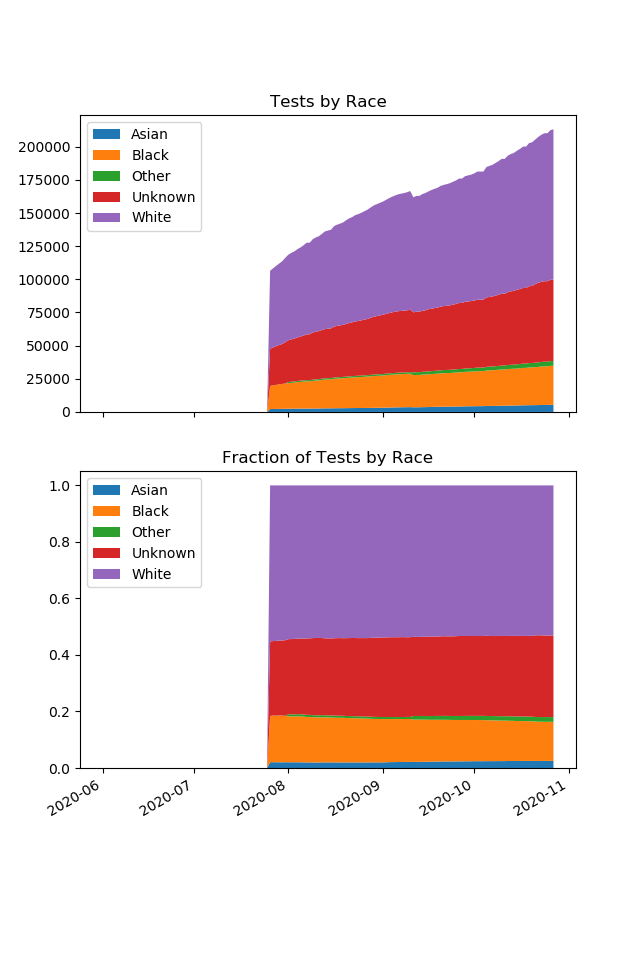 Tests by Race
Asian
Black
Other
Unknown
White
200000
175000
150000
125000
100000
75000
50000
25000
0
Fraction of Tests by Race
Asian
Black
Other
Unknown
White
1.0
0.8
0.6
0.4
0.2
0.0
2020-06 2020-07 2020-08 2020-09 2020-10 2020-11